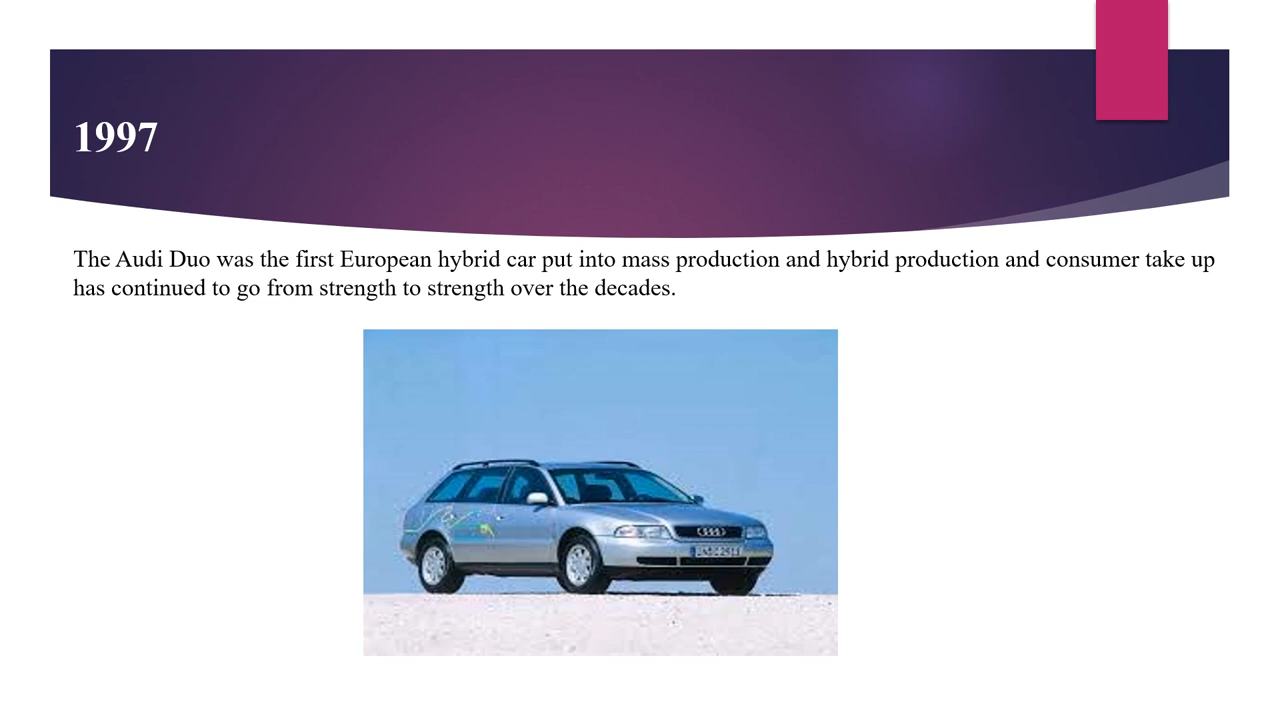 1997
The Audi Duo was the first European hybrid car put into mass production and hybrid production and consumer take up
has continued to go from strength to strength over the decades.